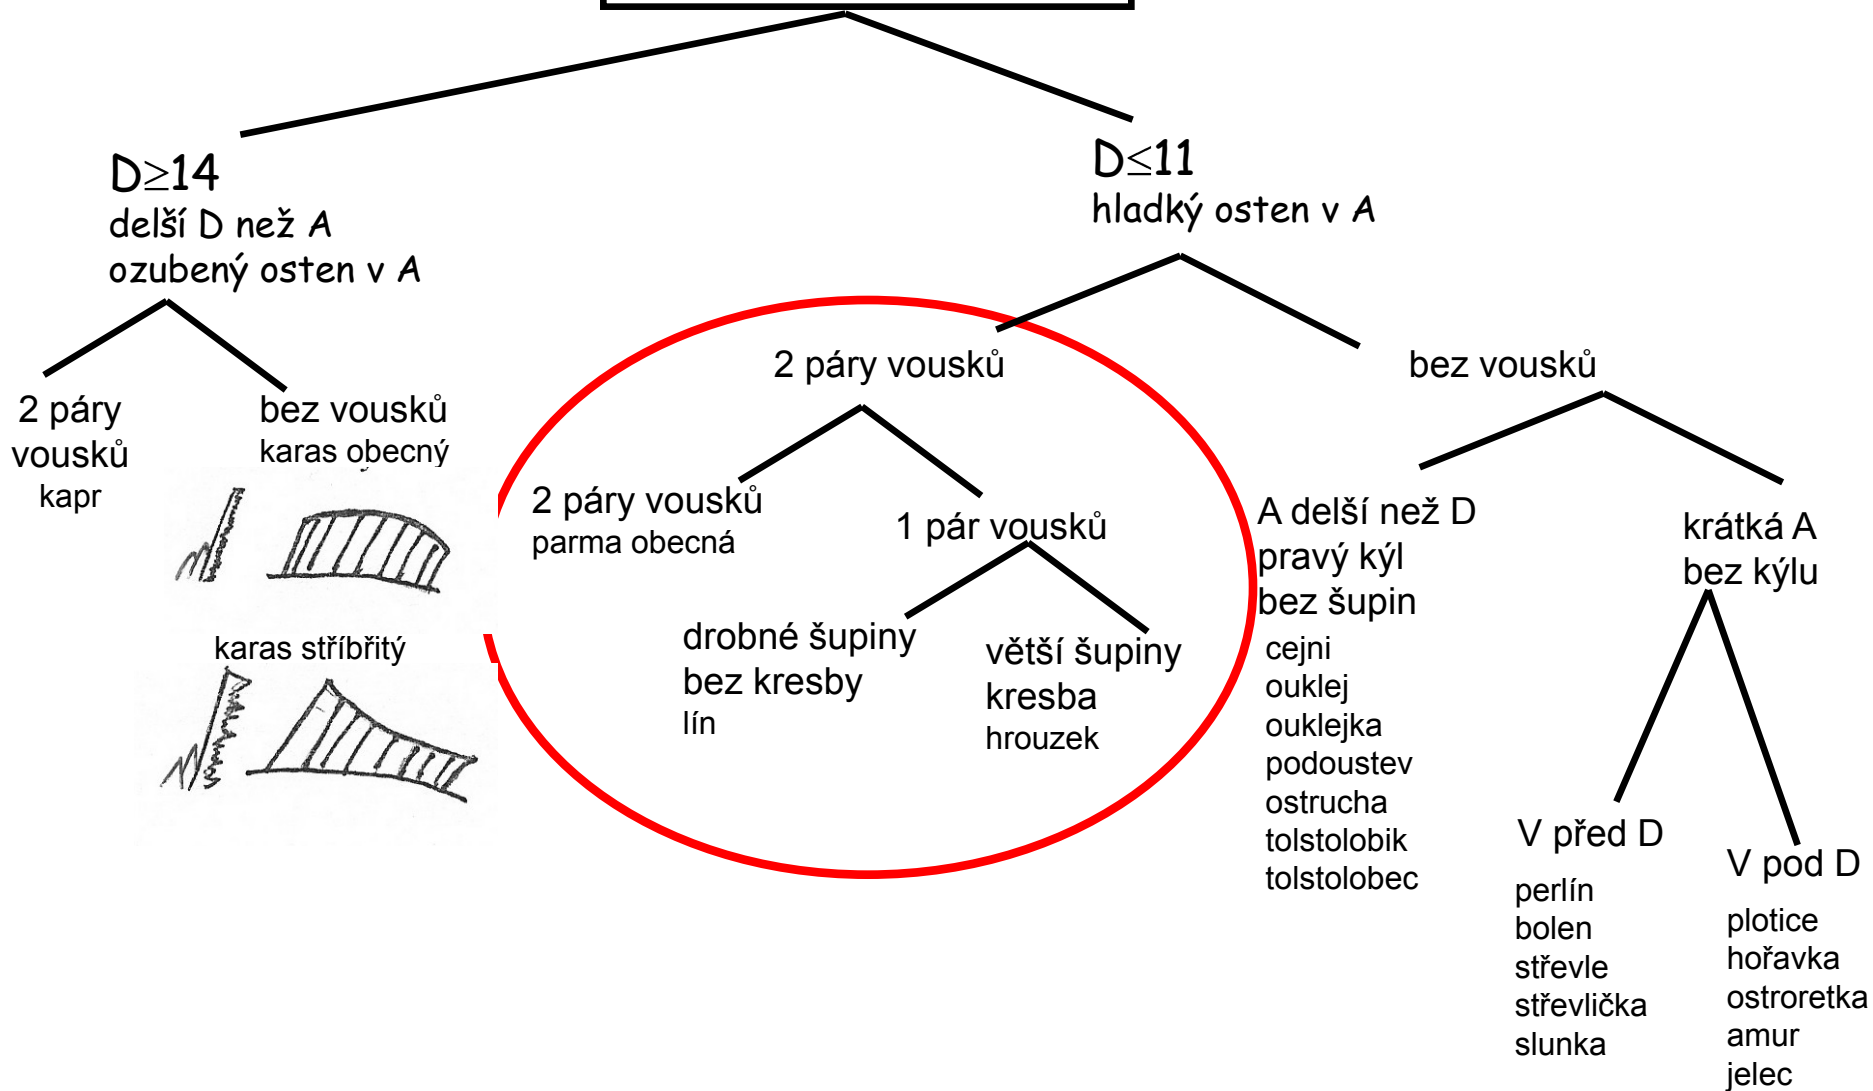 D≥14
delší D než A
ozubený osten v A
D≤11
hladký osten v A
2 páry
vousků
kapr
bez vousků
karas obecný
karas stříbřitý
2 páry vousků
2 páry vousků
parma obecná
1 pár vousků
drobné šupiny
bez kresby
lín
větší šupiny
kresba
hrouzek
bez vousků
A delší než D
pravý kýl
bez šupin
cejni
ouklej
ouklejka
podoustev
ostrucha
tolstolobik
tolstolobec
krátká A
bez kýlu
V před D
perlín
bolen
střevle
střevlička
slunka
V pod D
plotice
hořavka
ostroretka
amur
jelec